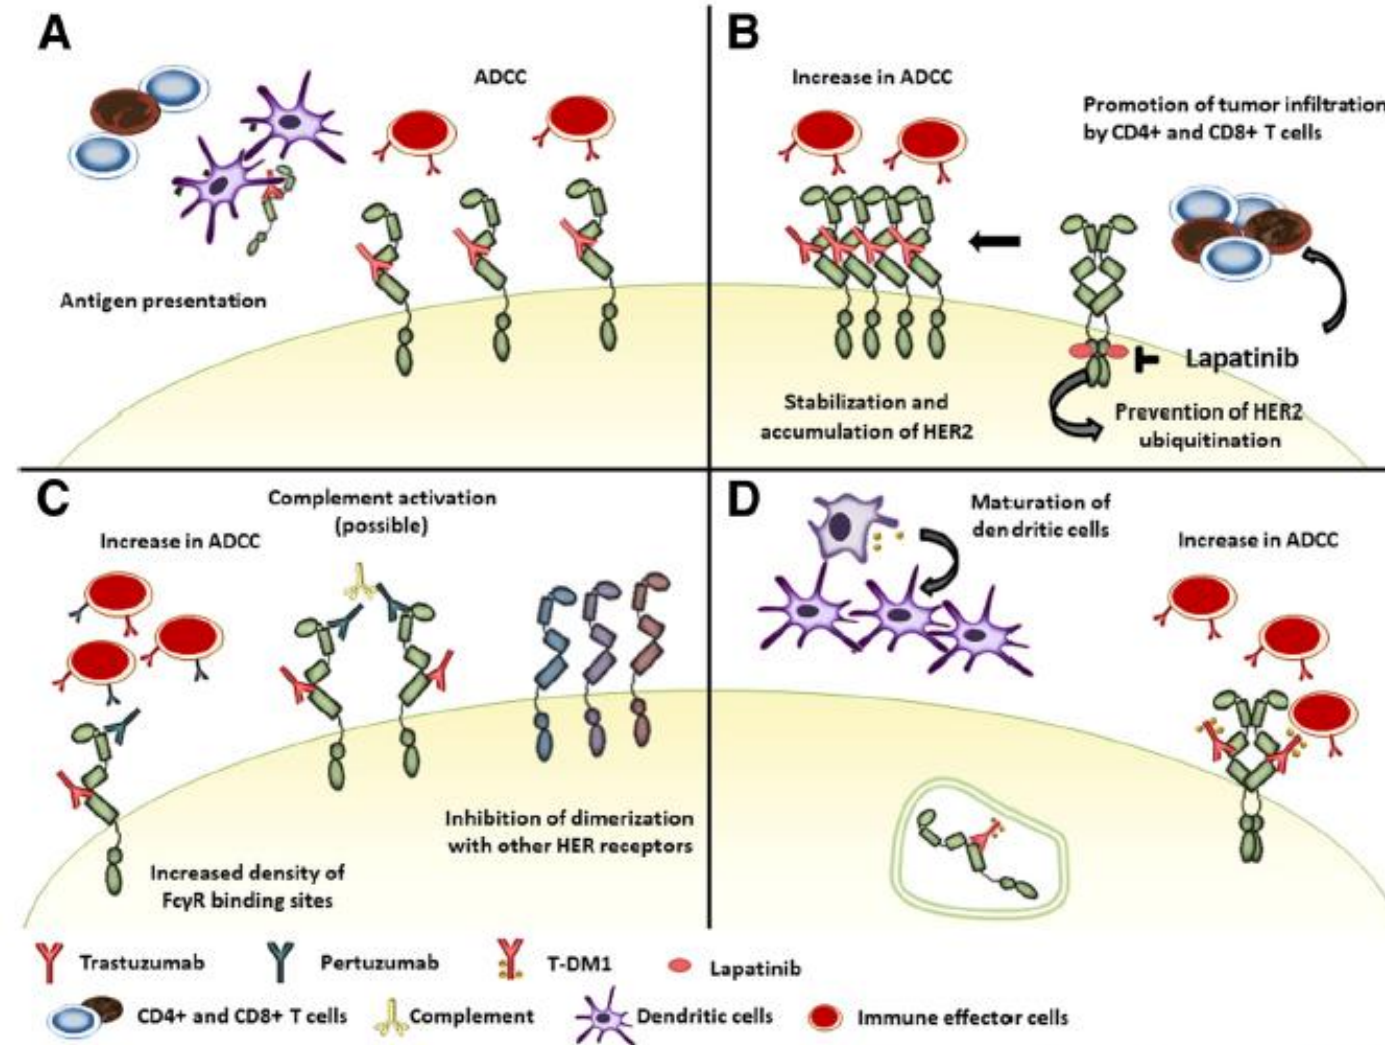 A
ADCC
Antigen presentation
B
Increase in ADCC
Promotion of tumor infiltration
by CD4+ and CD8+ T cells
Lapatinib
Stabilization and
accumulation of HER2
Prevention of HER2
ubiquitination
C
Complement activation
(possible)
Increase in ADCC
Inhibition of dimerization
with other HER receptors
Increased density of
FcγR binding sites
D
Maturation of
dendritic cells
Increase in ADCC
Trastuzumab
Pertuzumab
T-DM1
Lapatinib
CD4+ and CD8+ T cells
Complement
Dendritic cells
Immune effector cells